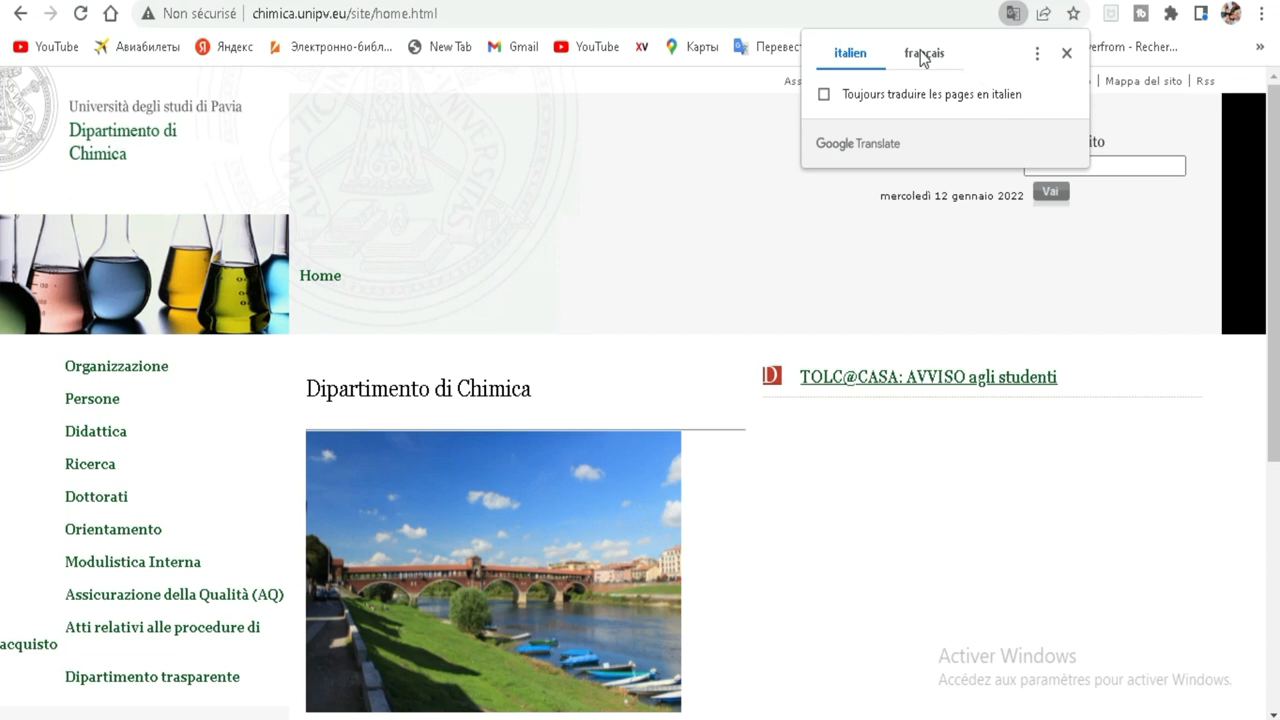 Non sécurisé | chimica.unipv.eu/site/home.html
YouTube Авиабилеты Яндекс Электронно-библ... New Tab Gmail YouTube XV Карты erfrom - Recher... »
italien français
Toujours traduire les pages en italien
Google Translate
Mappa del sito | Rss
Università degli studi di Pavia
Dipartimento di
Chimica
mercoledì 12 gennaio 2022 Vai
Home
Organizzazione
Persone
Didattica
Ricerca
Dottorati
Orientamento
Modulistica Interna
Assicurazione della Qualità (AQ)
Atti relativi alle procedure di
acquisto
Dipartimento trasparente
Dipartimento di Chimica
TOLC@CASA: AVVISO agli studenti
Activer Windows
Accédez aux paramètres pour activer Windows.